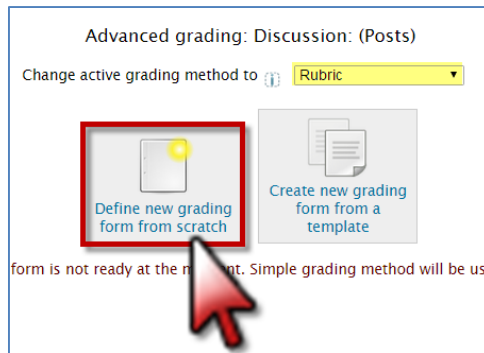 Advanced grading: Discussion: (Posts)
Change active grading method to
Rubric
Define new grading
form from scratch
Create new grading
form from a
template
form is not ready at the m nt. Simple grading method will be us